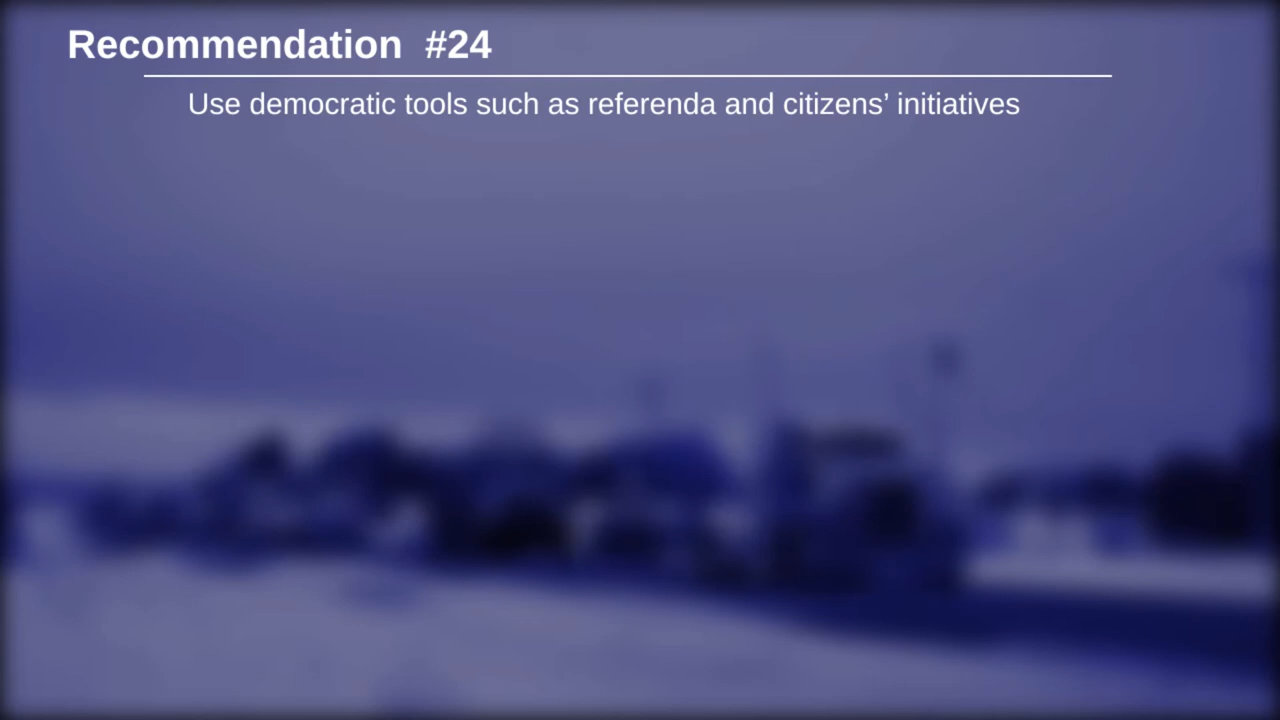 Recommendation  #24
Use democratic tools such as referenda and citizens’ initiatives